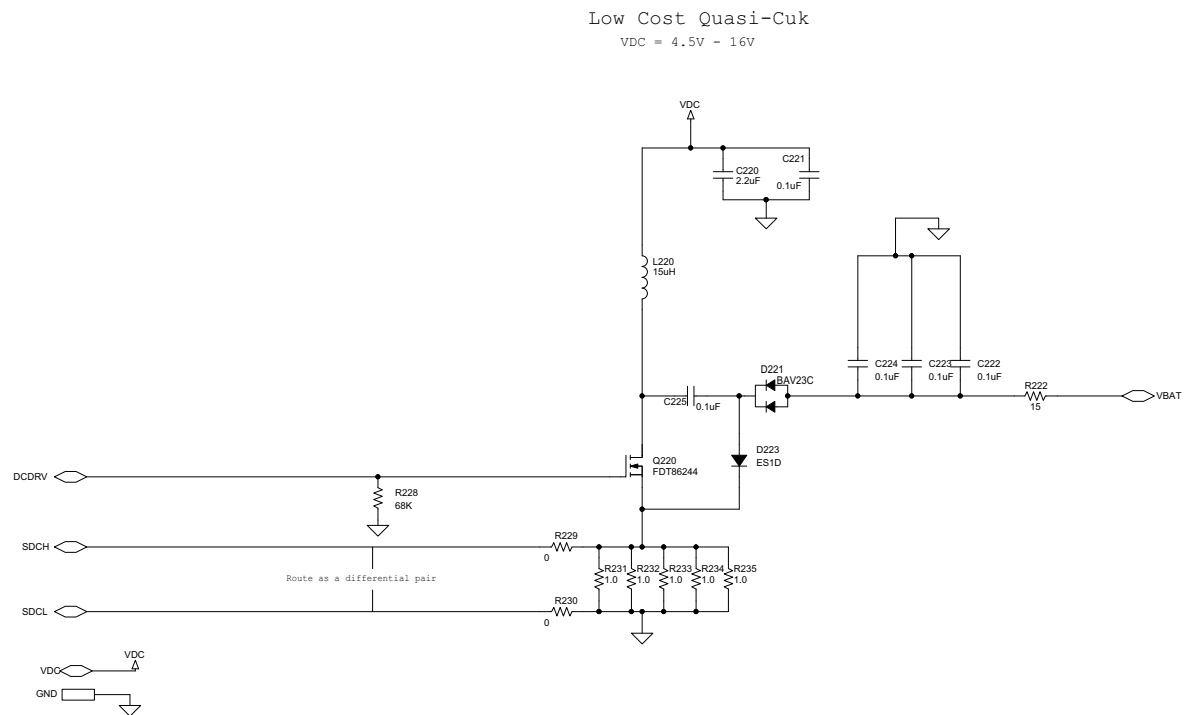 Low Cost Quasi-Cuk
VDC = 4.5V - 16V
VDC
C220
2.2uF
C221
0.1uF
L220
15uH
C224
0.1uF
C223
0.1uF
C222
0.1uF
D221
BAV23C
R222
15
VBAT
C225
0.1uF
Q220
FDT86244
D223
ES1D
DCDRV
R228
68K
SDCH
R229
0
R231
1.0
R232
1.0
R233
1.0
R234
1.0
R235
1.0
Route as a differential pair
SDCL
R230
0
VDC
VDC
GND